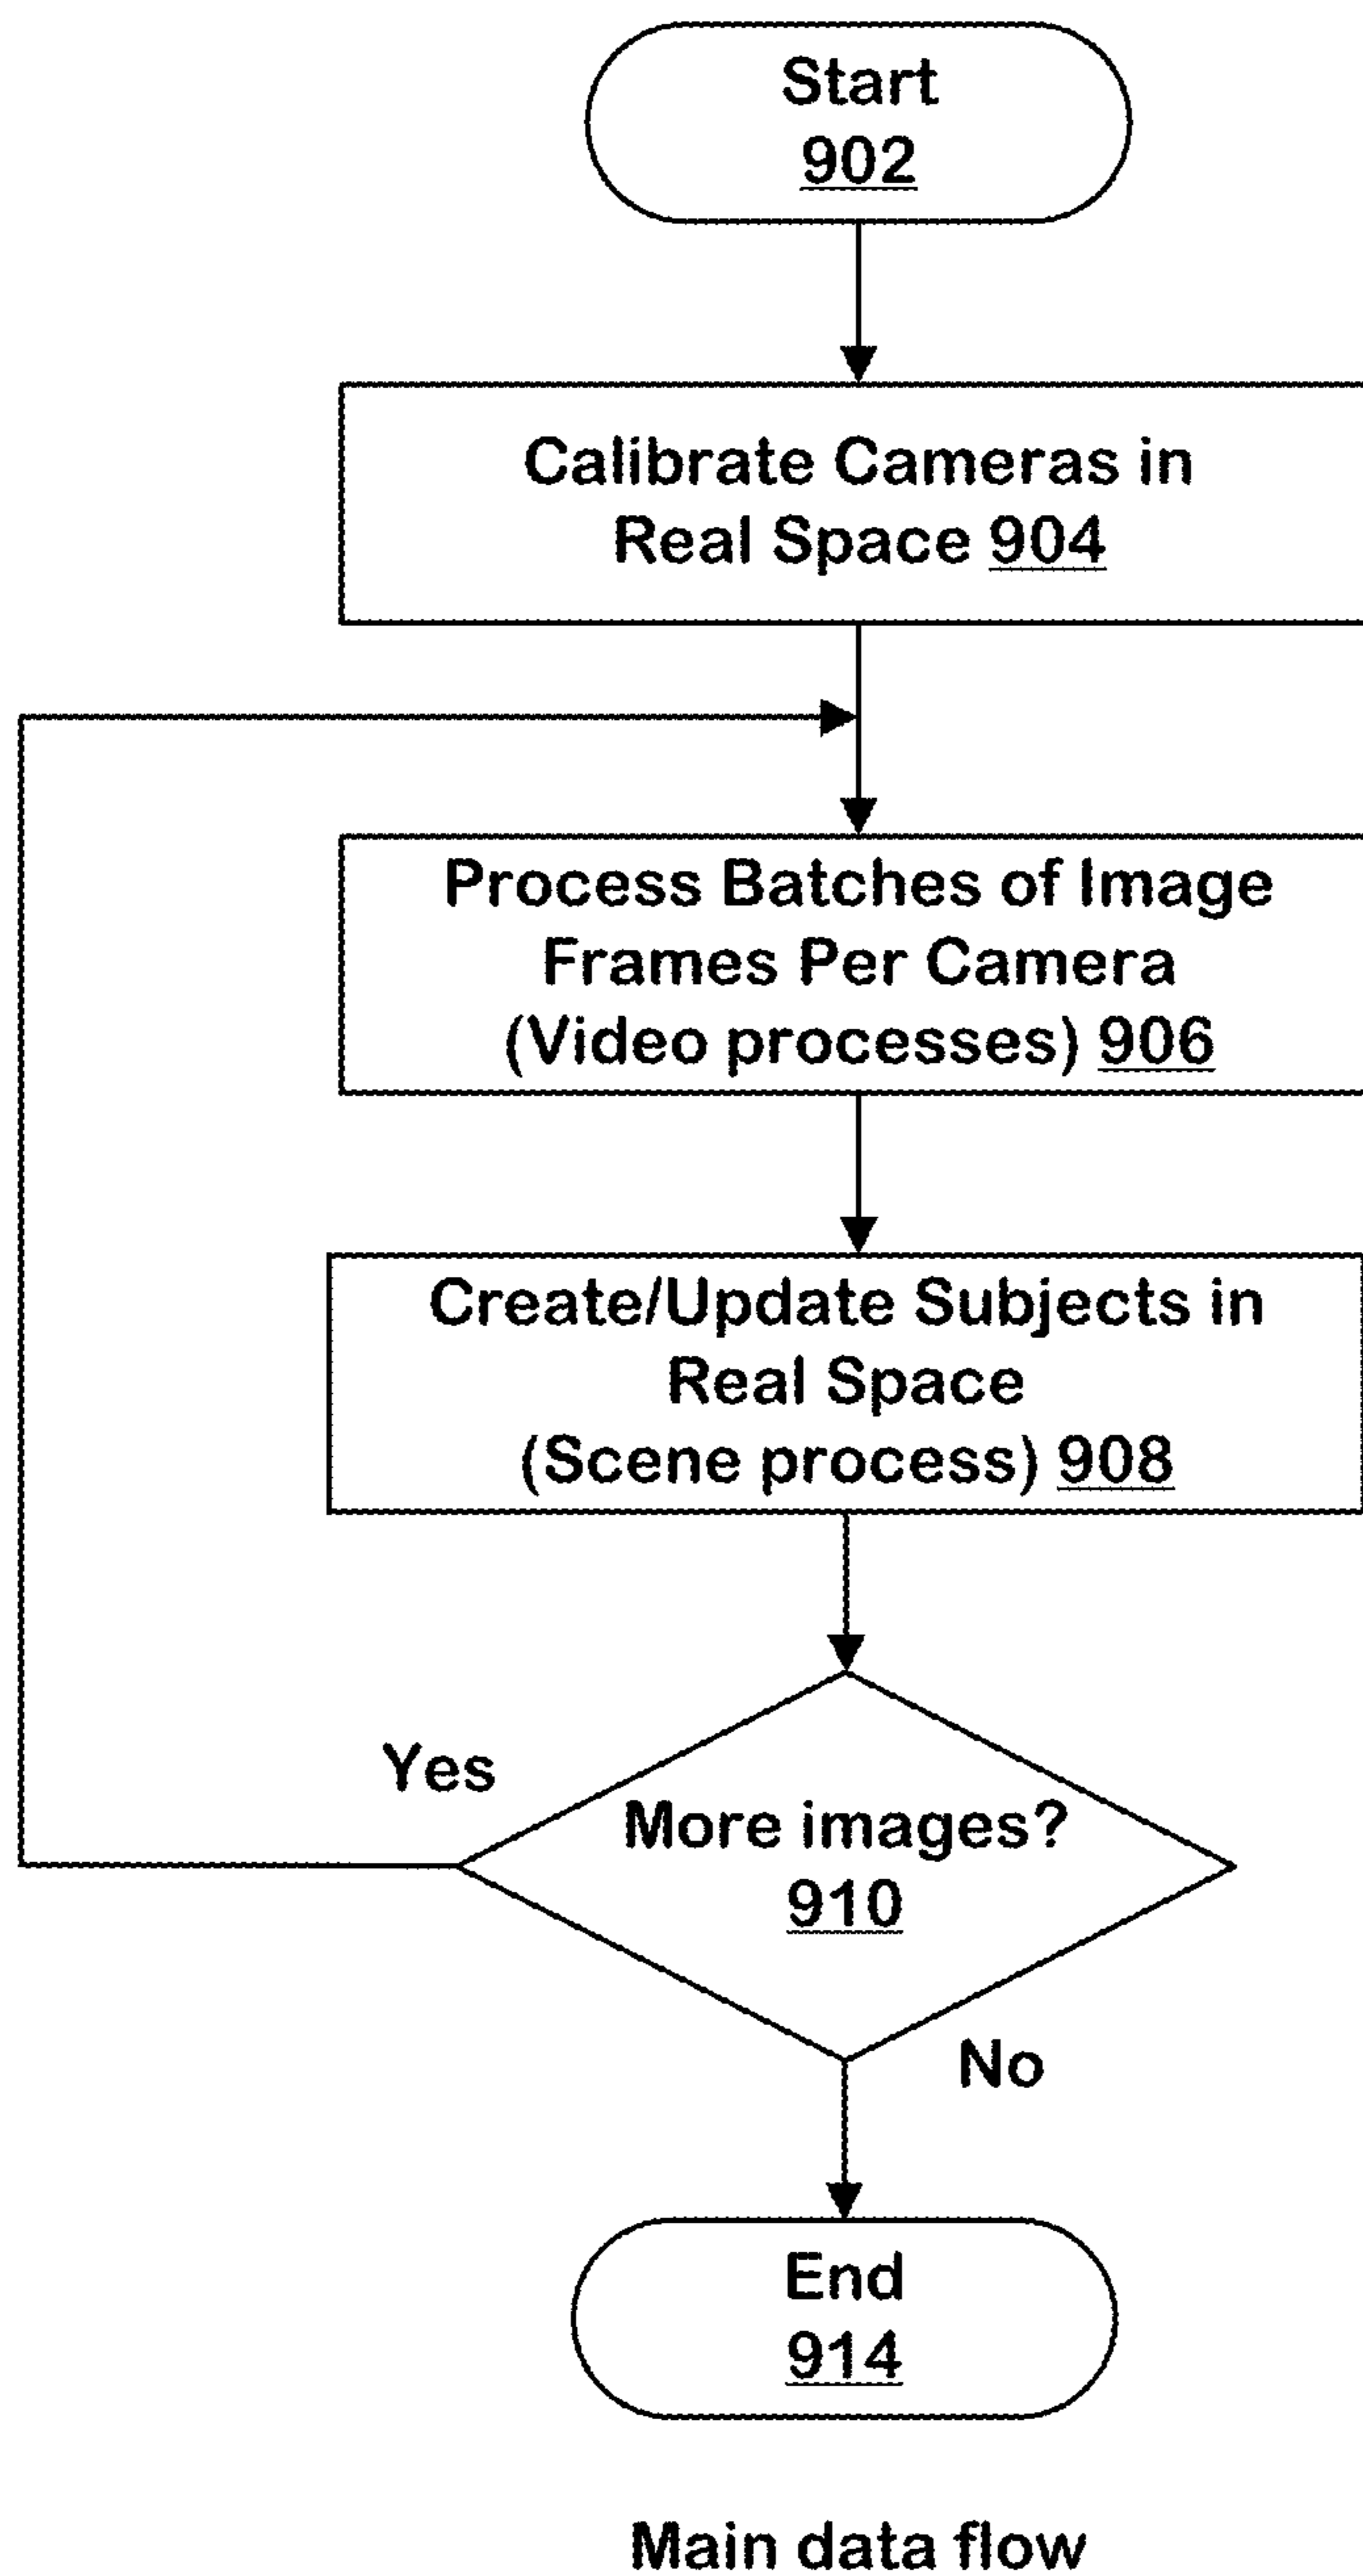 Start
902
Calibrate Cameras in
Real Space 904
Process Batches of Image
Frames Per Camera
(Video processes) 906
Create/Update Subjects in
Real Space
(Scene process) 908
Yes
More images?
910
No
End
914
Main data flow